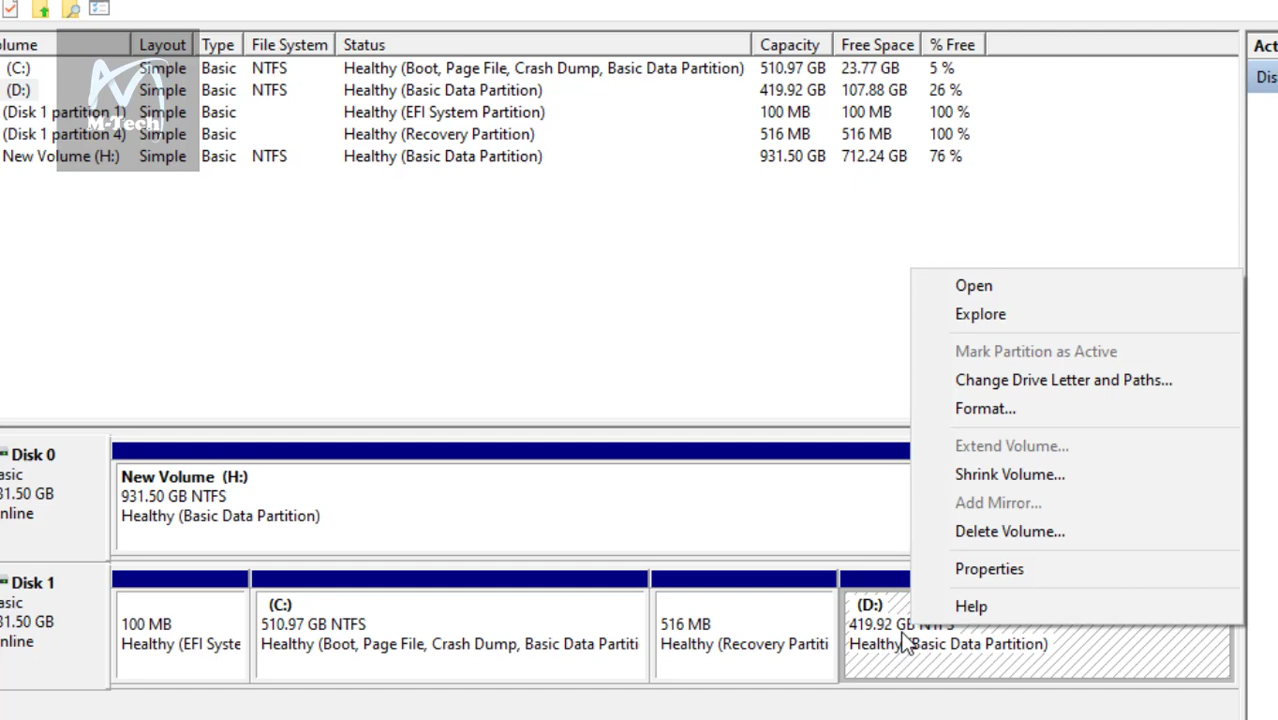 olume Layout Type File System Status Capacity Free Space % Free Act
(C:) Simple Basic NTFS Healthy (Boot, Page File, Crash Dump, Basic Data Partition) 510.97 GB 23.77 GB 5 % Dis
(D:) Simple Basic NTFS Healthy (Basic Data Partition) 419.92 GB 107.88 GB 26 %
(Disk 1 partition 1) Simple Basic Healthy (EFI System Partition) 100 MB 100 MB 100 %
(Disk 1 partition 4) Simple Basic Healthy (Recovery Partition) 516 MB 516 MB 100 %
New Volume (H:) Simple Basic NTFS Healthy (Basic Data Partition) 931.50 GB 712.24 GB 76 %
M-Tech
Open
Explore
Mark Partition as Active
Change Drive Letter and Paths...
Format...
Extend Volume...
Shrink Volume...
Add Mirror...
Delete Volume...
Properties
Help
Disk 0
asic
31.50 GB
nline
New Volume (H:)
931.50 GB NTFS
Healthy (Basic Data Partition)
Disk 1
asic
31.50 GB
nline
100 MB
Healthy (EFI Syste
(C:)
510.97 GB NTFS
Healthy (Boot, Page File, Crash Dump, Basic Data Partiti
516 MB
Healthy (Recovery Partiti
(D:)
419.92 GB NTFS
Healthy (Basic Data Partition)